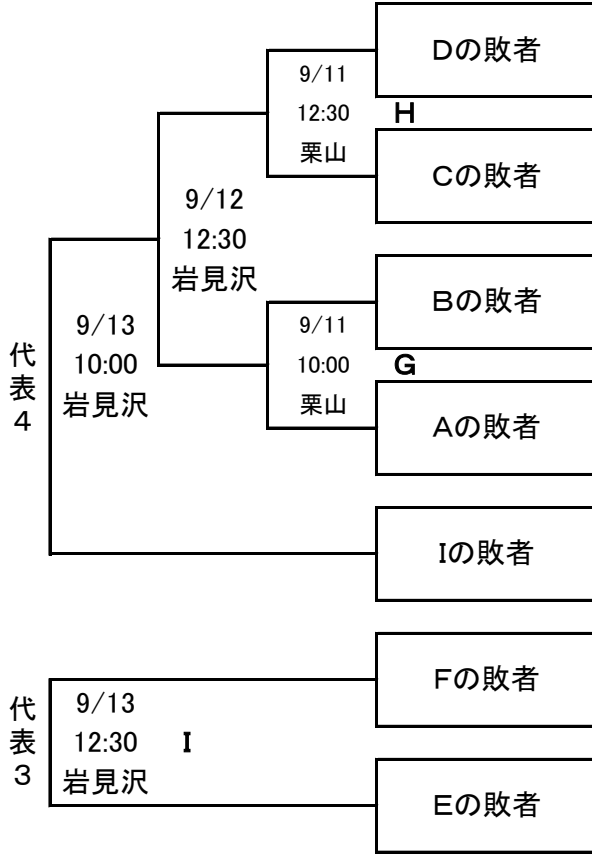 Dの敗者
9/11
12:30
栗山
H
Cの敗者
9/12
12:30
岩見沢
Bの敗者
9/11
10:00
栗山
G
Aの敗者
9/13
10:00
岩見沢
代表4
Iの敗者
Fの敗者
9/13
12:30
岩見沢
I
代表3
Eの敗者